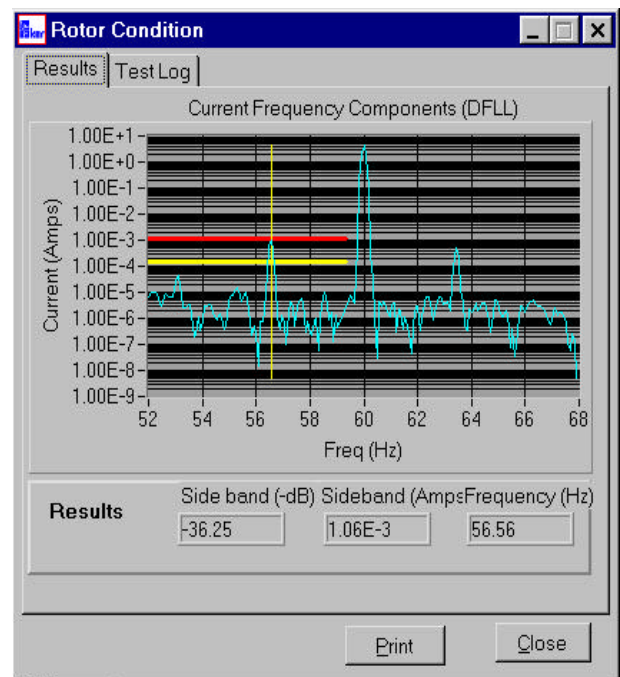 Rotor Condition
Results Test Log
Current Frequency Components (DFLL)
1.00E+1
1.00E+0
1.00E-1
1.00E-2
1.00E-3
1.00E-4
1.00E-5
1.00E-6
1.00E-7
1.00E-8
1.00E-9
Current (Amps)
52 54 56 58 60 62 64 66 68
Freq (Hz)
Results
Side band (-dB) Sideband (Amps Frequency (Hz)
-36.25 1.06E-3 56.56
Print Close